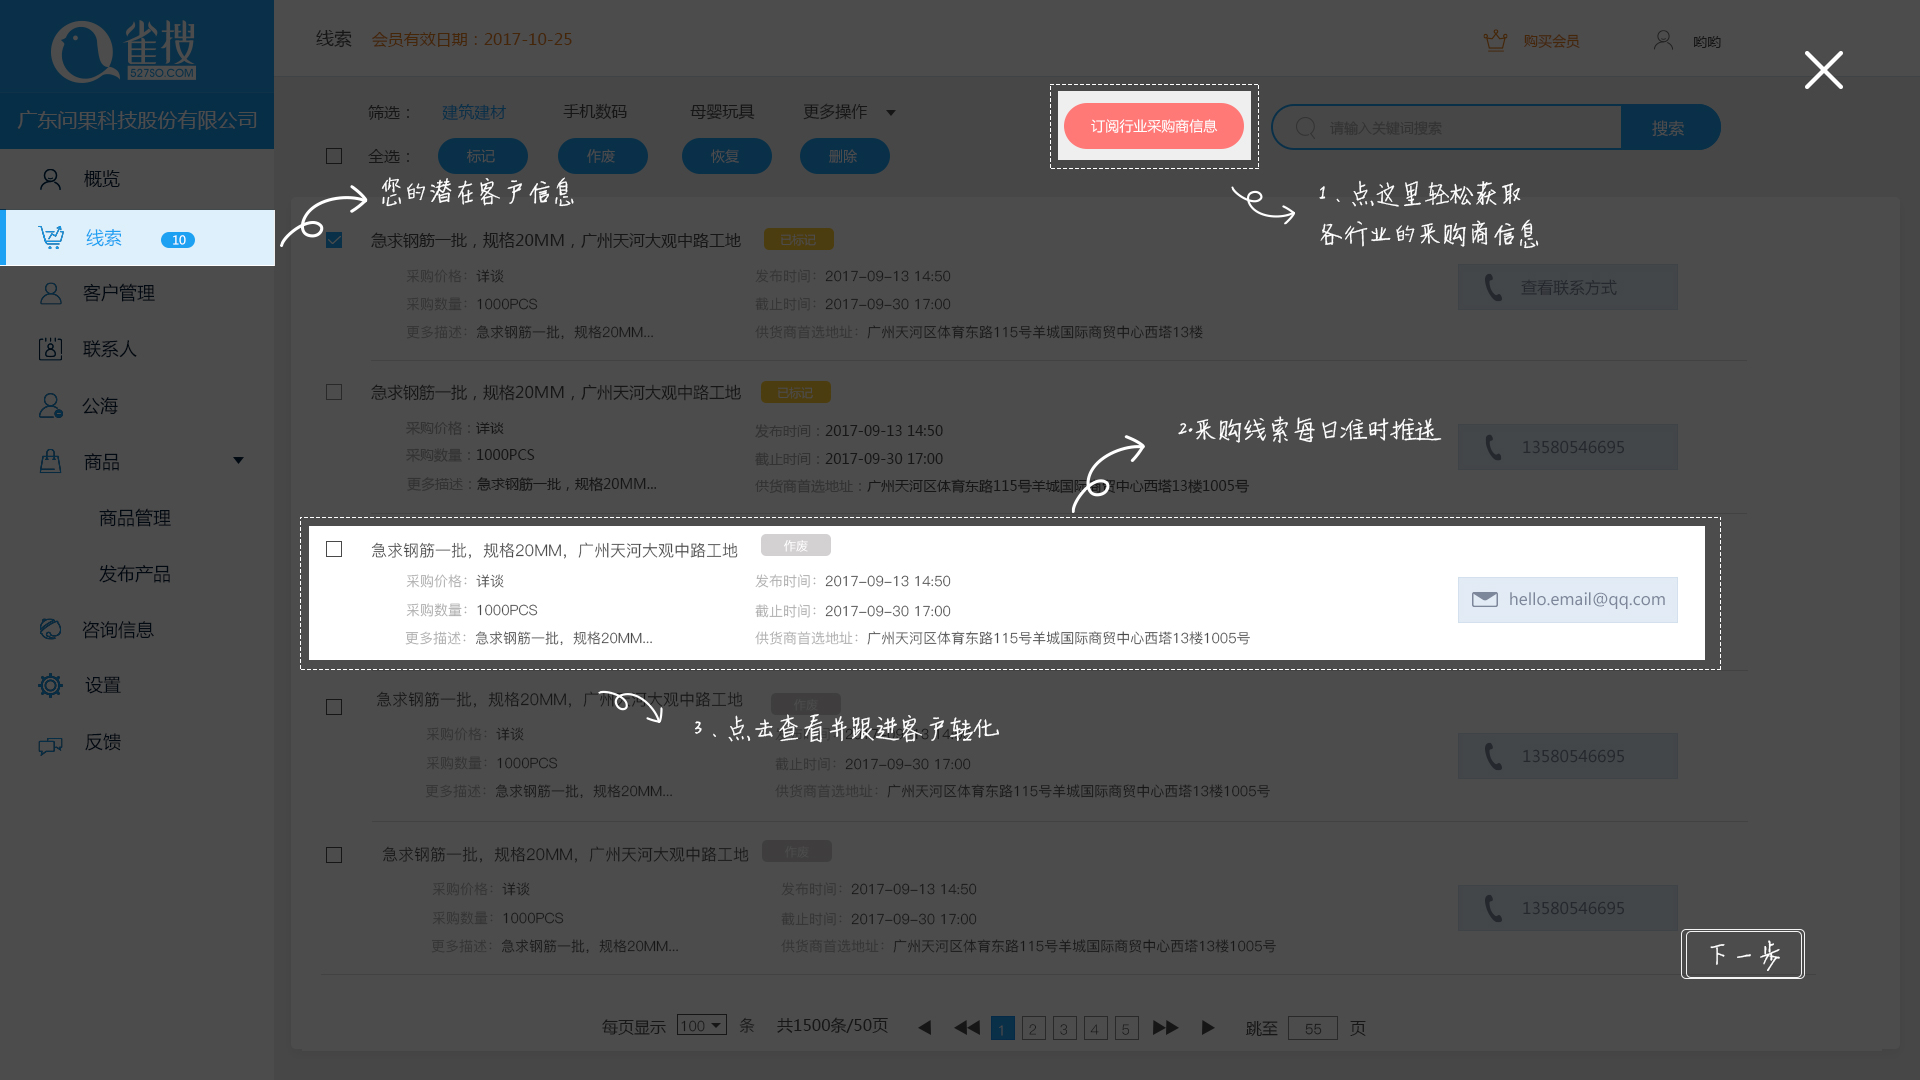 雀搜
527SO.COM
广东问果科技股份有限公司
概览
线索 10
客户管理
联系人
公海
商品
商品管理
发布产品
咨询信息
设置
反馈
线索 会员有效日期：2017-10-25
购买会员 哟哟
筛选： 建筑建材 手机数码 母婴玩具 更多操作
订阅行业采购商信息
请输入关键词搜索 搜索
全选： 标记 作废 恢复 删除
您的潜在客户信息
1、点这里轻松获取
各行业的采购商信息
急求钢筋一批，规格20MM，广州天河大观中路工地 已标记
采购价格：详谈 发布时间：2017-09-13 14:50
采购数量：1000PCS 截止时间：2017-09-30 17:00
更多描述：急求钢筋一批，规格20MM... 供货商首选地址：广州天河区体育东路115号羊城国际商贸中心西塔13楼
查看联系方式
急求钢筋一批，规格20MM，广州天河大观中路工地 已标记
采购价格：详谈 发布时间：2017-09-13 14:50
采购数量：1000PCS 截止时间：2017-09-30 17:00
更多描述：急求钢筋一批，规格20MM... 供货商首选地址：广州天河区体育东路115号羊城国际商贸中心西塔13楼1005号
13580546695
2.采购线索每日准时推送
急求钢筋一批，规格20MM，广州天河大观中路工地 作废
采购价格：详谈 发布时间：2017-09-13 14:50
采购数量：1000PCS 截止时间：2017-09-30 17:00
更多描述：急求钢筋一批，规格20MM... 供货商首选地址：广州天河区体育东路115号羊城国际商贸中心西塔13楼1005号
hello.email@qq.com
急求钢筋一批，规格20MM，广州天河大观中路工地 作废
3、点击查看并跟进客户转化
采购价格：详谈
采购数量：1000PCS 截止时间：2017-09-30 17:00
更多描述：急求钢筋一批，规格20MM... 供货商首选地址：广州天河区体育东路115号羊城国际商贸中心西塔13楼1005号
13580546695
急求钢筋一批，规格20MM，广州天河大观中路工地 作废
采购价格：详谈 发布时间：2017-09-13 14:50
采购数量：1000PCS 截止时间：2017-09-30 17:00
更多描述：急求钢筋一批，规格20MM... 供货商首选地址：广州天河区体育东路115号羊城国际商贸中心西塔13楼1005号
13580546695
下一步
每页显示 100 条 共1500条/50页 1 2 3 4 5 跳至 55 页